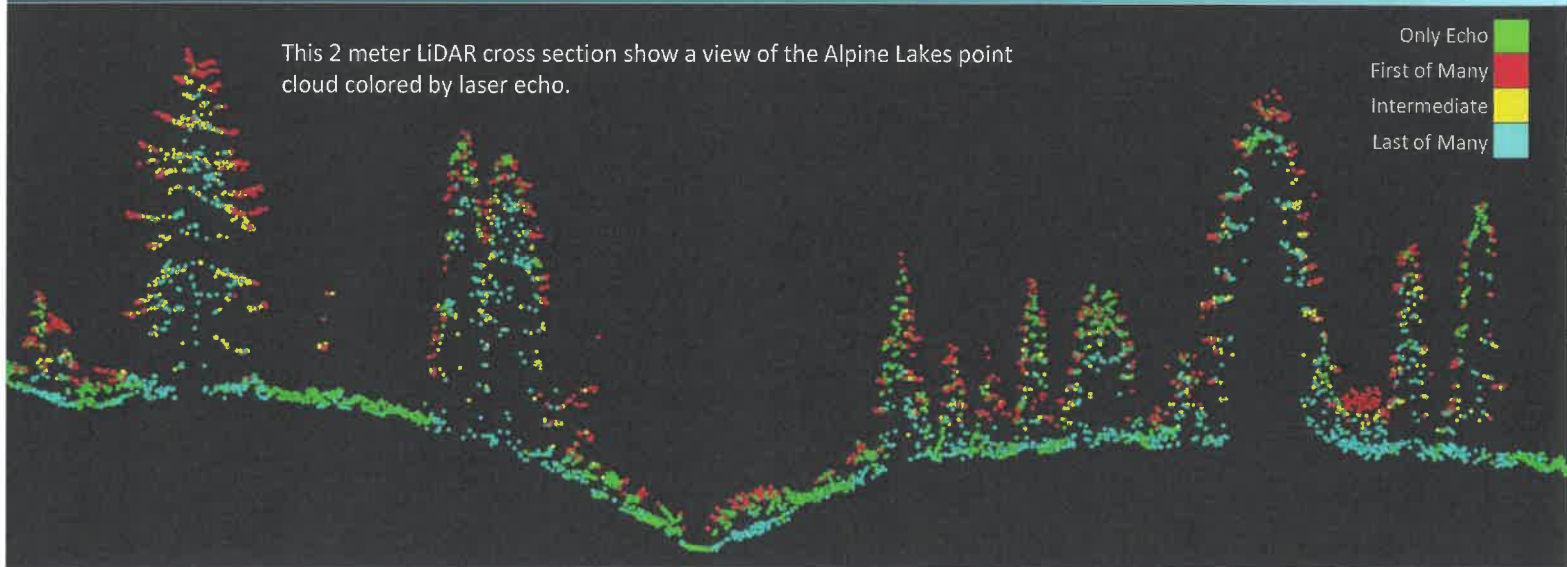 This 2 meter LiDAR cross section show a view of the Alpine Lakes point
cloud colored by laser echo.
Only Echo
First of Many
Intermediate
Last of Many